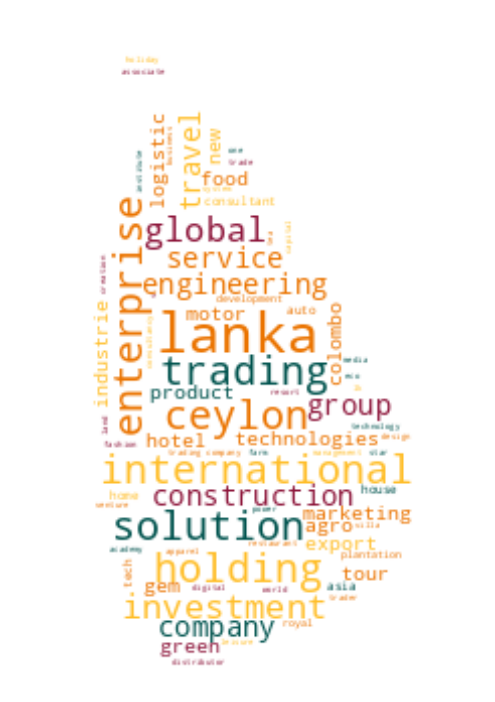 holiday
associate
logistic
business
travel
new
one
trade
institute
food
system
consultant
enterprise
global
tea
capital
service
creation
engineering
development
industrie
motor
auto
lanka
colombo
consultancy
trading
media
eco
product
resort
ceylon
group
land
technology
fashion
hotel
technologies
design
trading company
farm
management
star
international
home
construction
house
venture
power
marketing
solution
agro
villa
restaurant
export
academy
apparel
plantation
tech
holding
tour
gem
digital
world
asia
trader
investment
company
royal
green
distributor